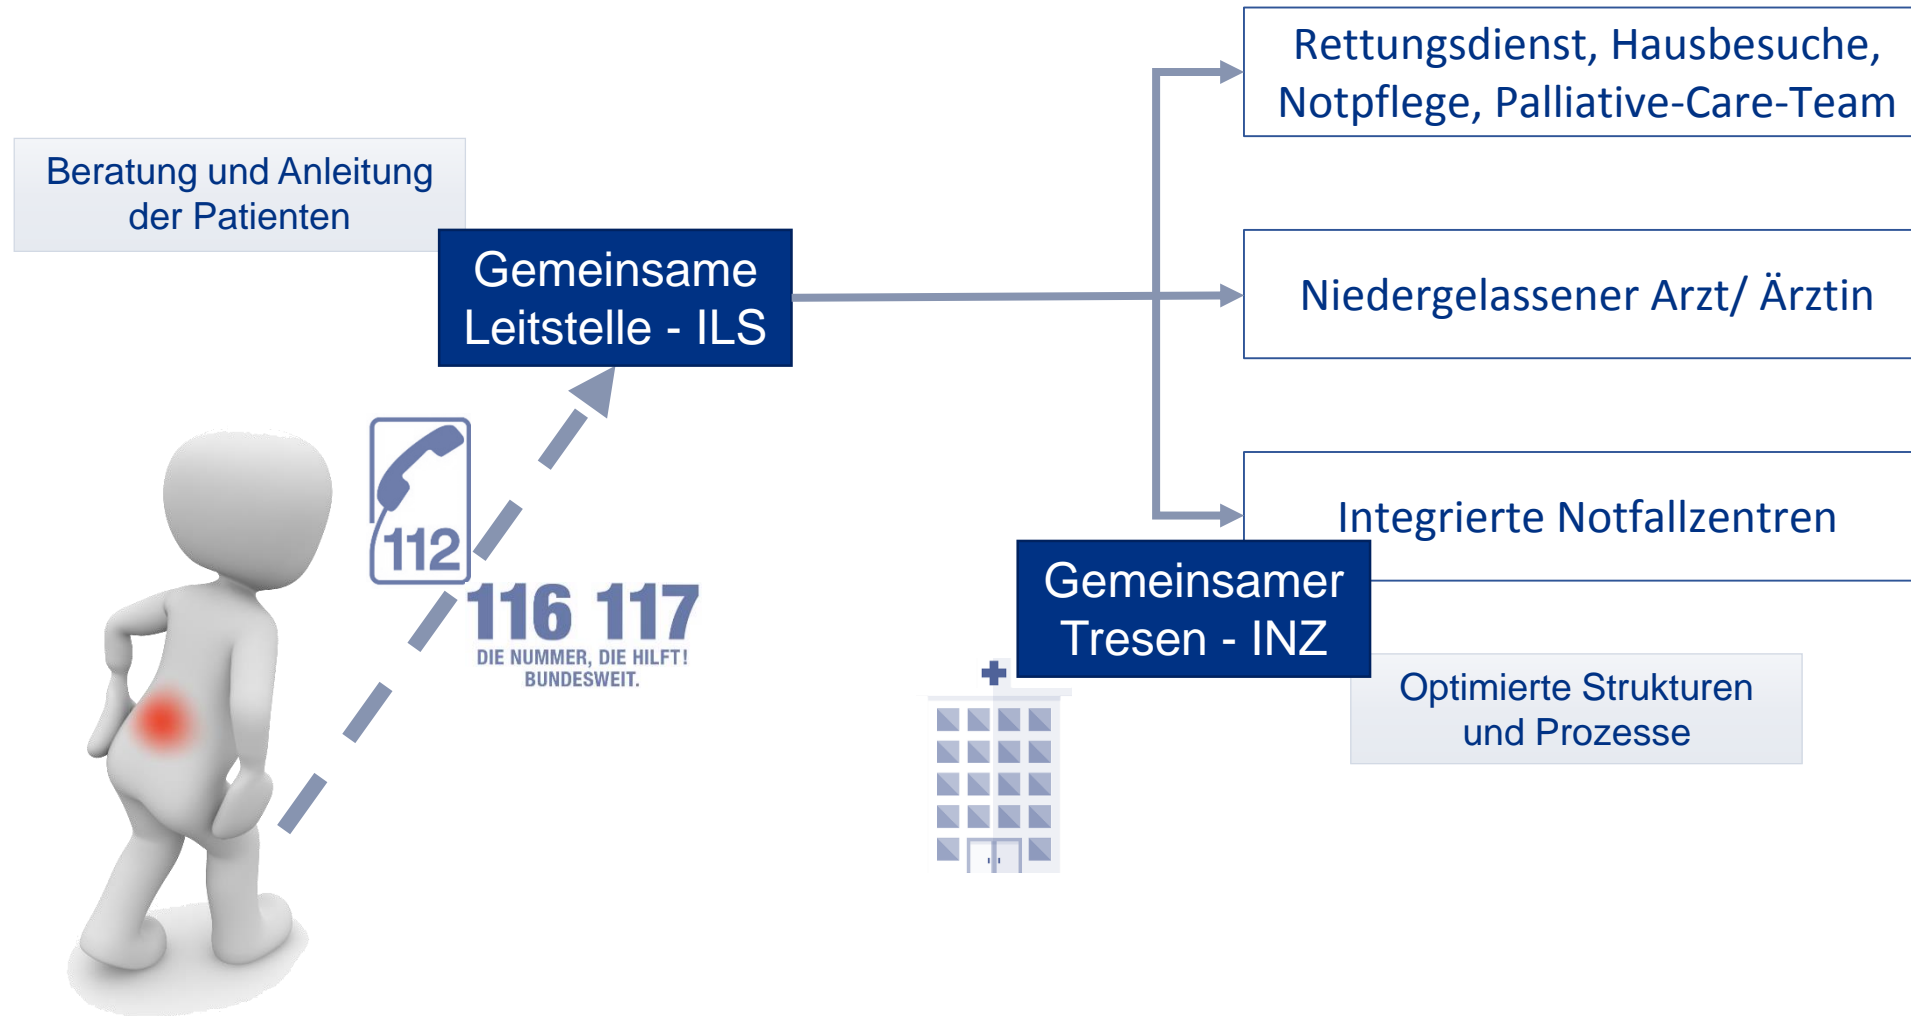 Rettungsdienst, Hausbesuche,
Notpflege, Palliative-Care-Team
Beratung und Anleitung
der Patienten
Gemeinsame
Leitstelle - ILS
Niedergelassener Arzt/ Ärztin
112
116 117
DIE NUMMER, DIE HILFT!
BUNDESWEIT.
Integrierte Notfallzentren
Gemeinsamer
Tresen - INZ
Optimierte Strukturen
und Prozesse